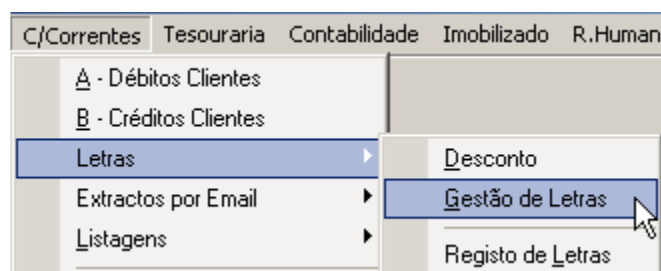 C/Correntes Tesouraria Contabilidade Imobilizado R.Human
A - Débitos Clientes
B - Créditos Clientes
Letras
Extractos por Email
Listagens
Desconto
Gestão de Letras
Registo de Letras